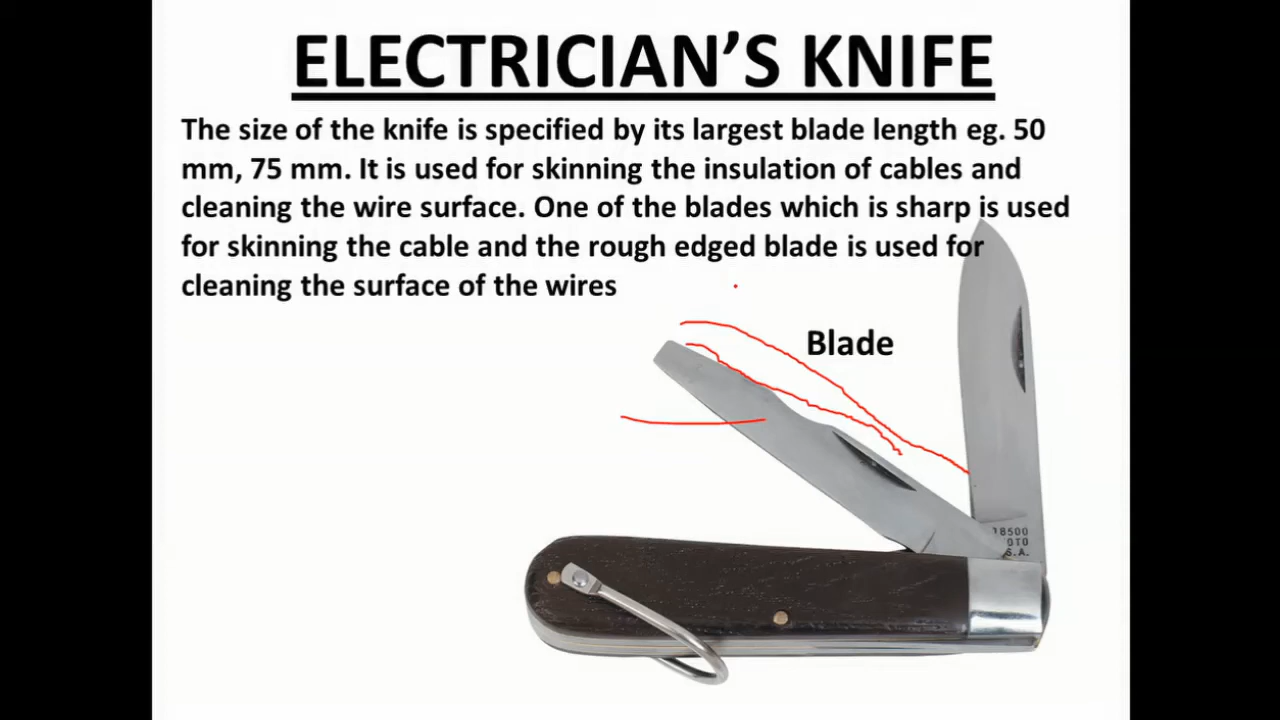 ELECTRICIAN’S KNIFE
The size of the knife is specified by its largest blade length eg. 50
mm, 75 mm. It is used for skinning the insulation of cables and
cleaning the wire surface. One of the blades which is sharp is used
for skinning the cable and the rough edged blade is used for
cleaning the surface of the wires
Blade
18500
S.A.